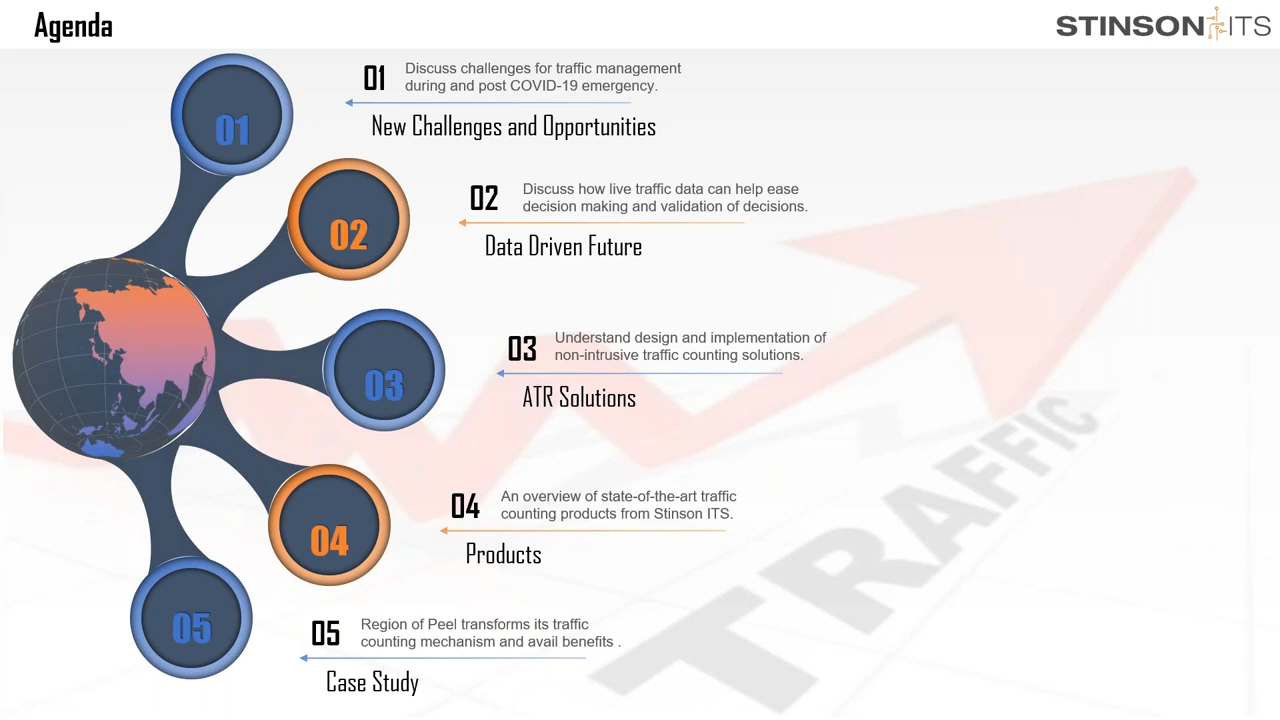 Agenda
STINSON ITS
01
01
Discuss challenges for traffic management
during and post COVID-19 emergency.
New Challenges and Opportunities
02
02
Discuss how live traffic data can help ease
decision making and validation of decisions.
Data Driven Future
03
03
Understand design and implementation of
non-intrusive traffic counting solutions.
ATR Solutions
04
04
An overview of state-of-the-art traffic
counting products from Stinson ITS.
Products
05
05
Region of Peel transforms its traffic
counting mechanism and avail benefits .
Case Study
TRAFFIC